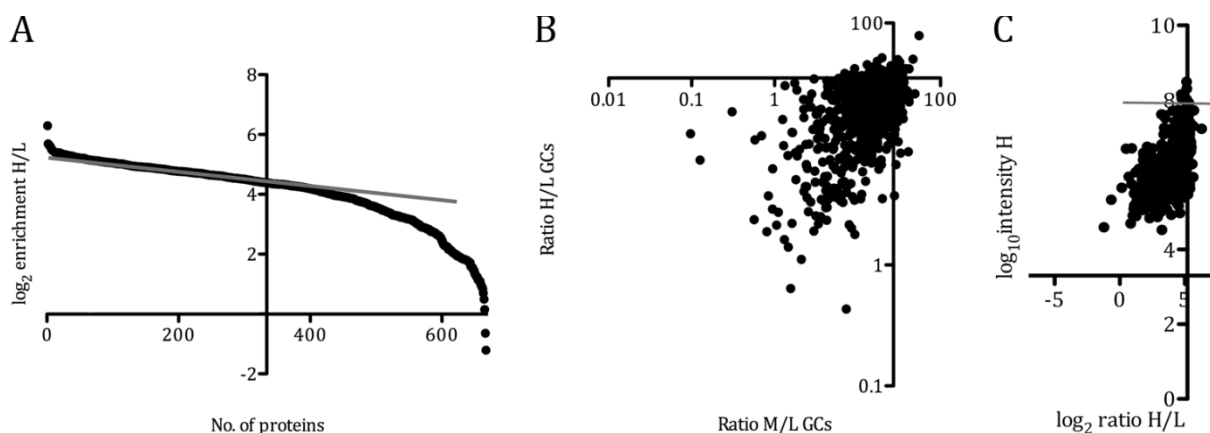 A
log₂ enrichment H/L
8
6
4
2
-2
0
200
400
600
No. of proteins
B
Ratio H/L GCs
100
1
0.1
0.01
0.1
1
100
Ratio M/L GCs
C
log₁₀intensity H
10
8
4
2
0
-5
0
5
log₂ ratio H/L